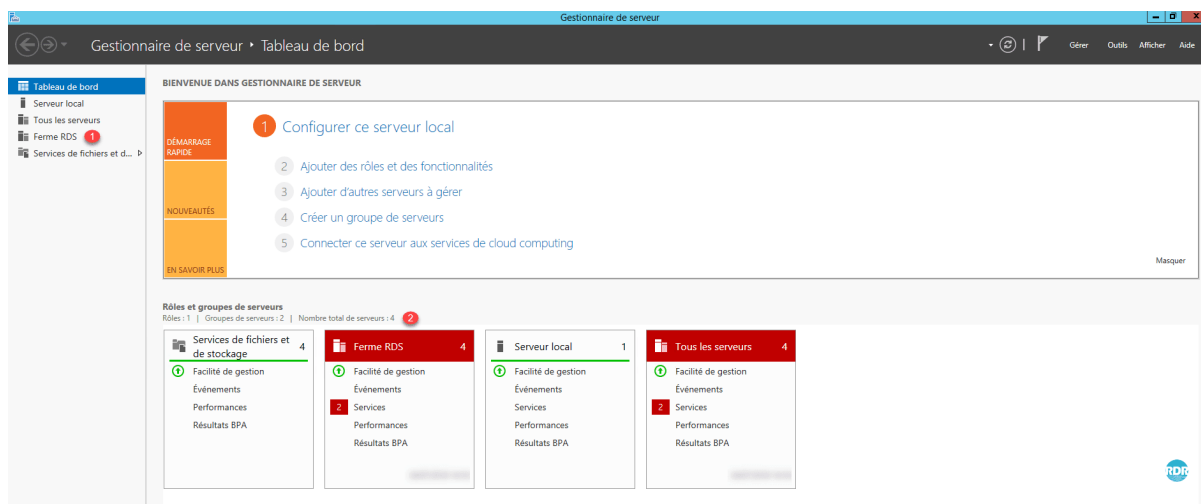 Gestionnaire de serveur
Gestionnaire de serveur ‣ Tableau de bord
Gérer Outils Afficher Aide
Tableau de bord
Serveur local
Tous les serveurs
Ferme RDS 1
Services de fichiers et d...
BIENVENUE DANS GESTIONNAIRE DE SERVEUR
DÉMARRAGE
RAPIDE
NOUVEAUTÉS
EN SAVOIR PLUS
1 Configurer ce serveur local
2 Ajouter des rôles et des fonctionnalités
3 Ajouter d'autres serveurs à gérer
4 Créer un groupe de serveurs
5 Connecter ce serveur aux services de cloud computing
Masquer
Rôles et groupes de serveurs
Rôles : 1 | Groupes de serveurs : 2 | Nombre total de serveurs : 4 2
Services de fichiers et
de stockage
4
Facilité de gestion
Événements
Performances
Résultats BPA
Ferme RDS 4
Facilité de gestion
Événements
2 Services
Performances
Résultats BPA
Serveur local 1
Facilité de gestion
Événements
Services
Performances
Résultats BPA
Tous les serveurs 4
Facilité de gestion
Événements
2 Services
Performances
Résultats BPA
RDR